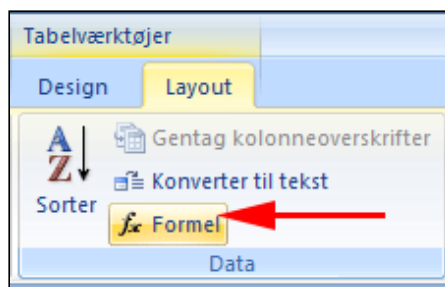 Tabelværktøjer
Design Layout
A
Z
Sorter
Gentag kolonneoverskrifter
Konverter til tekst
fx Formel
Data